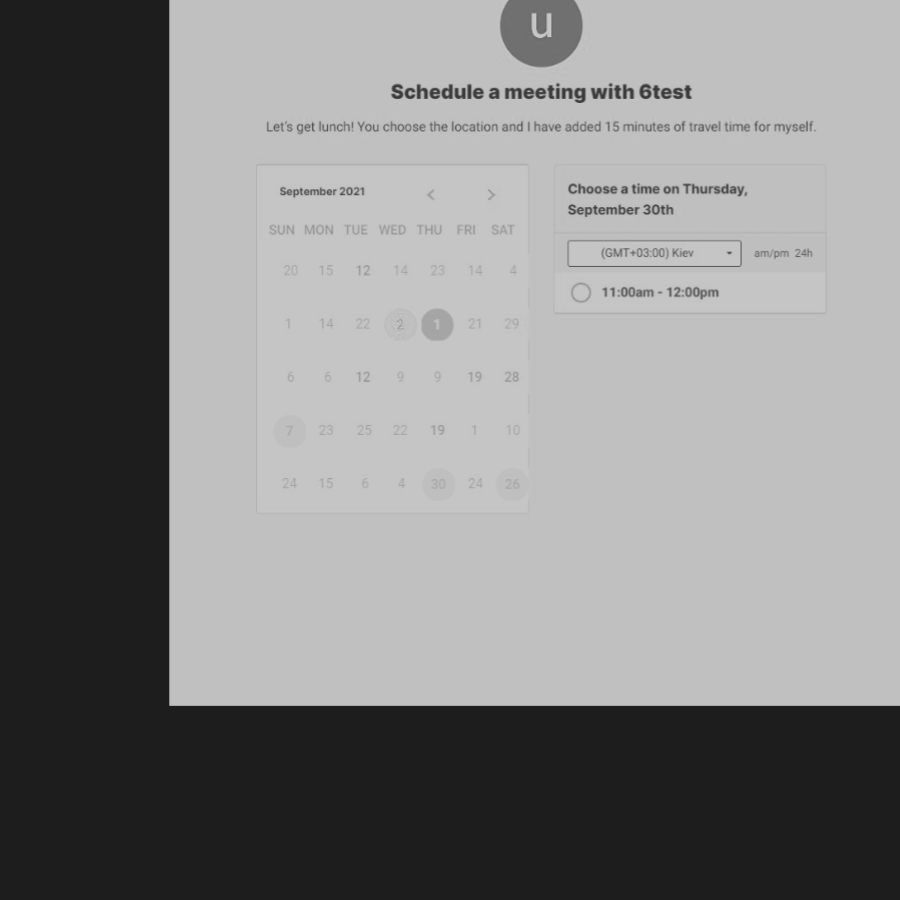 u
Schedule a meeting with 6test
Let's get lunch! You choose the location and I have added 15 minutes of travel time for myself.
September 2021
SUN MON TUE WED THU FRI SAT
20 15 12 14 23 14 4
1 14 22 2 1 21 29
6 6 12 9 9 19 28
7 23 25 22 19 1 10
24 15 6 4 30 24 26
Choose a time on Thursday,
September 30th
(GMT+03:00) Kiev am/pm 24h
11:00am - 12:00pm